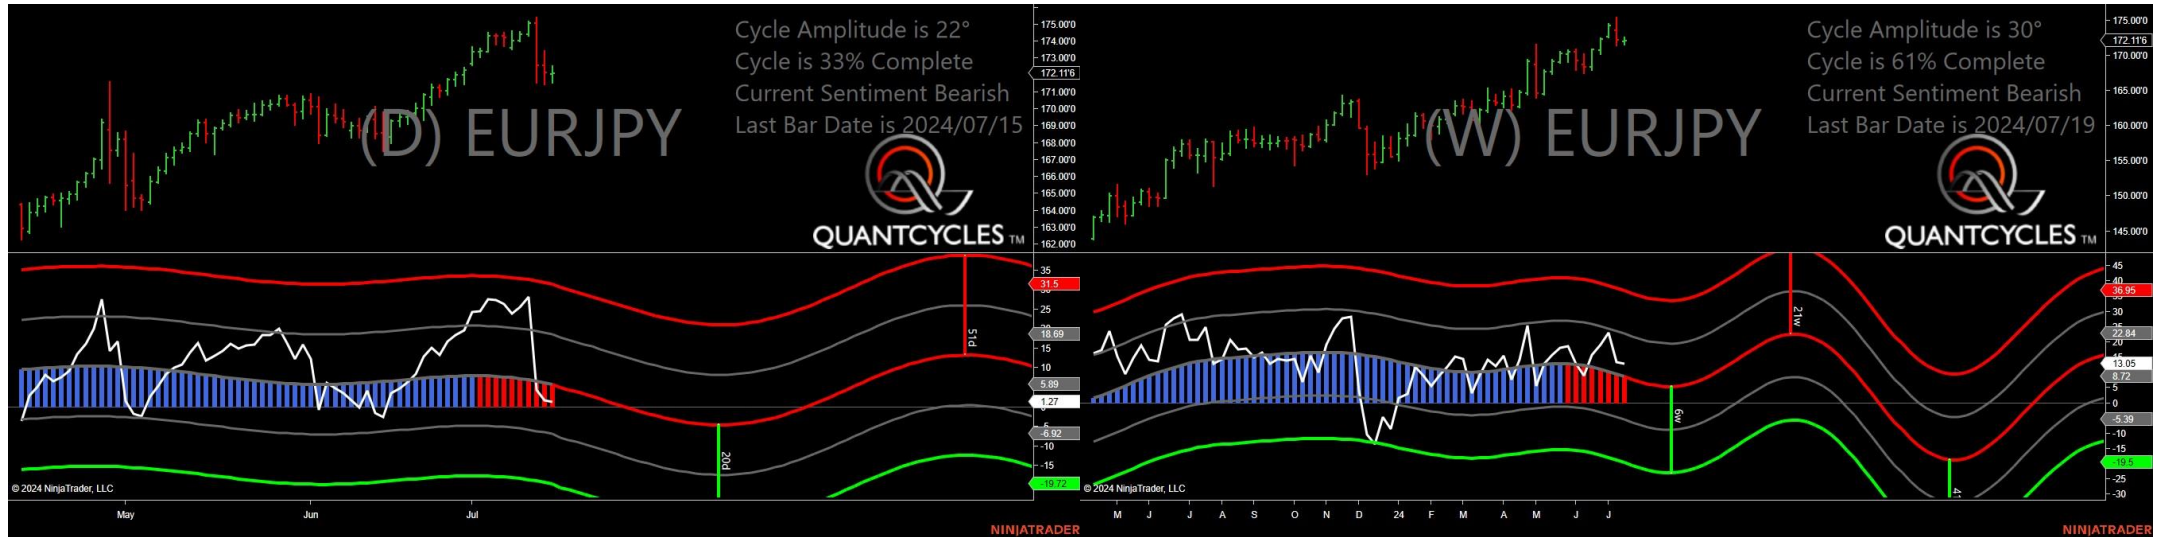 Cycle Amplitude is 22°
Cycle is 33% Complete
Current Sentiment Bearish
Last Bar Date is 2024/07/15
(D) EURJPY
QUANTCYCLES TM
175.00'0
174.00'0
173.00'0
172.11'6
171.00'0
170.00'0
169.00'0
168.00'0
167.00'0
166.00'0
165.00'0
164.00'0
163.00'0
162.00'0
35
31.5
25
18.69
15
10
5.89
1.27
-6.92
-10
-15
-19.72
51d
20d
© 2024 NinjaTrader, LLC
May
Jun
Jul
NINJATRADER
Cycle Amplitude is 30°
Cycle is 61% Complete
Current Sentiment Bearish
Last Bar Date is 2024/07/19
(W) EURJPY
QUANTCYCLES TM
175.00'0
172.11'6
170.00'0
165.00'0
160.00'0
155.00'0
150.00'0
145.00'0
45
40
36.95
30
22.84
20
13.05
8.72
5
0
-5.39
-10
-15
-19.5
-25
-30
21w
6w
© 2024 NinjaTrader, LLC
M
J
J
A
S
O
N
D
24
F
M
A
M
J
J
NINJATRADER